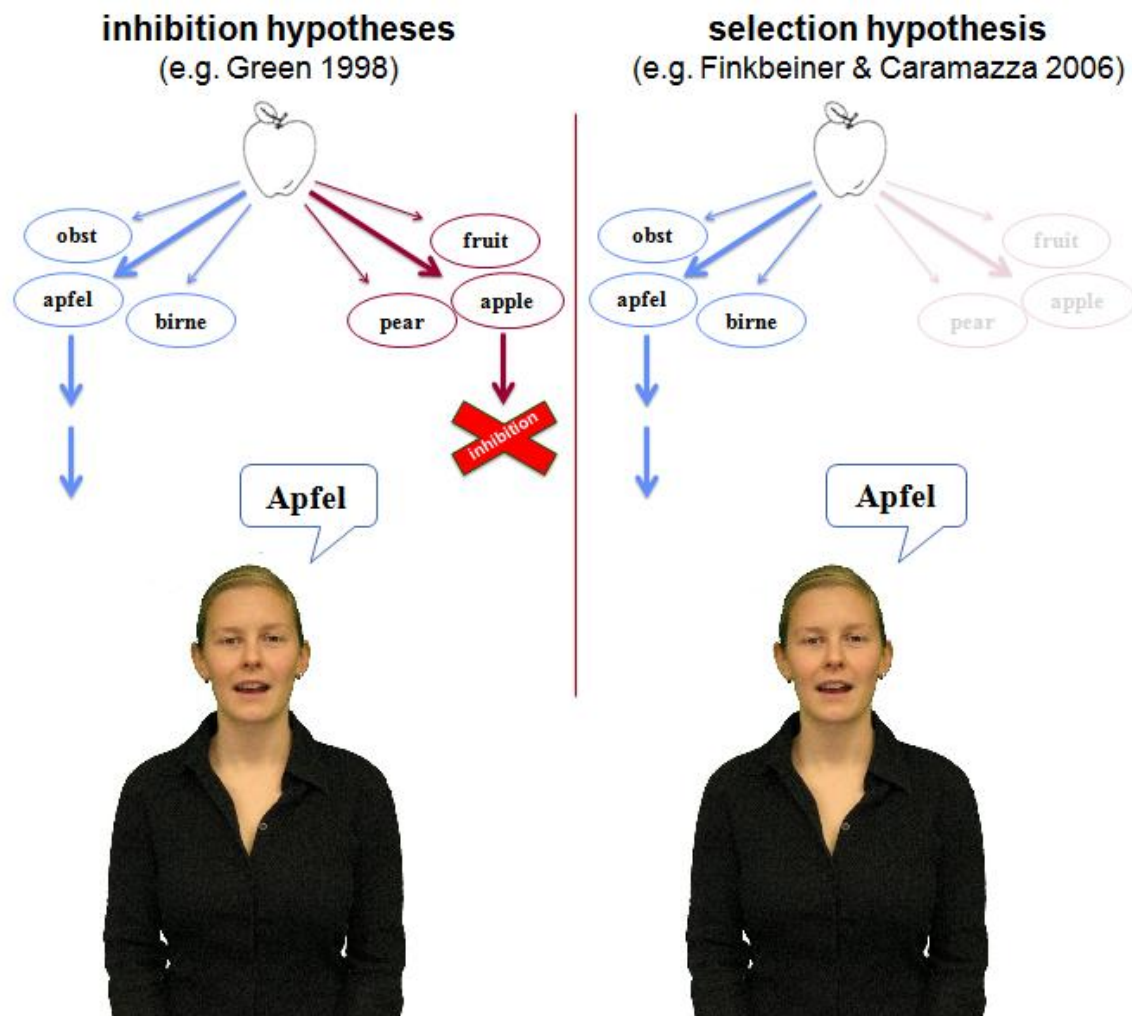 inhibition hypotheses
(e.g. Green 1998)
obst
apfel
birne
fruit
apple
pear
inhibition
Apfel
selection hypothesis
(e.g. Finkbeiner & Caramazza 2006)
obst
apfel
birne
fruit
apple
pear
Apfel